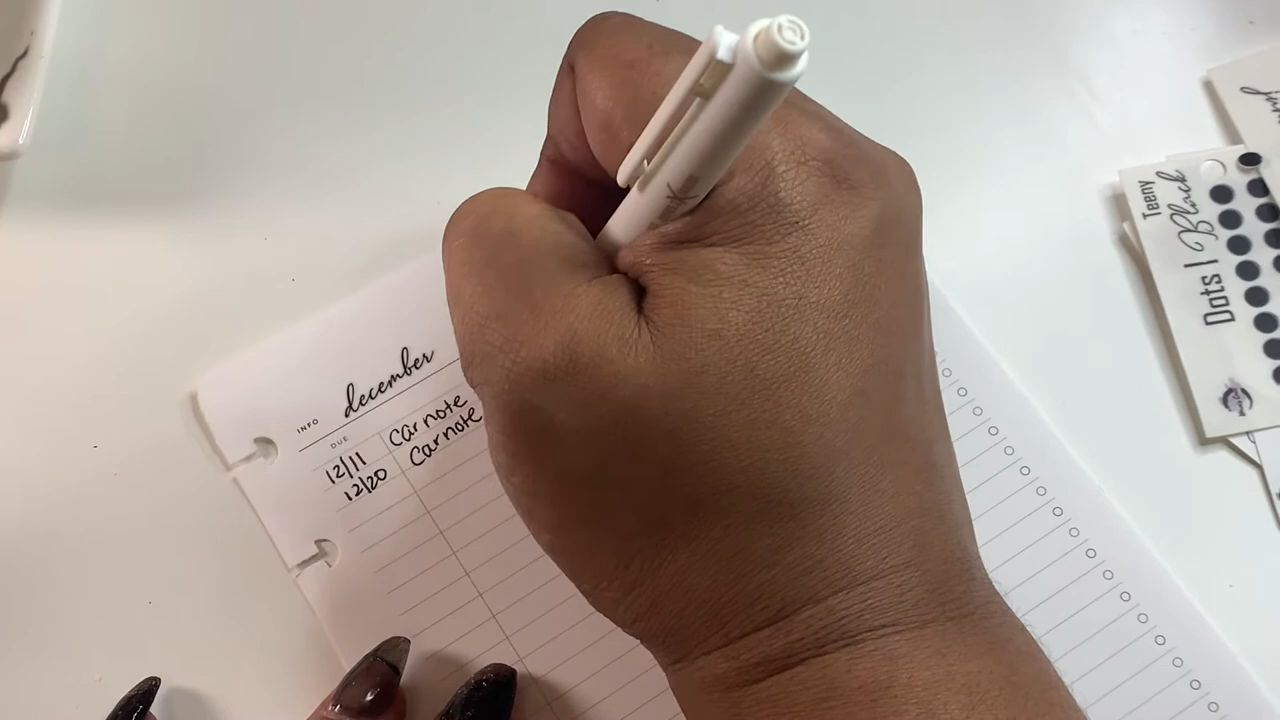 INFO december
DUE
12/11 car note
12/20 car note
Teeny
Dots | Black